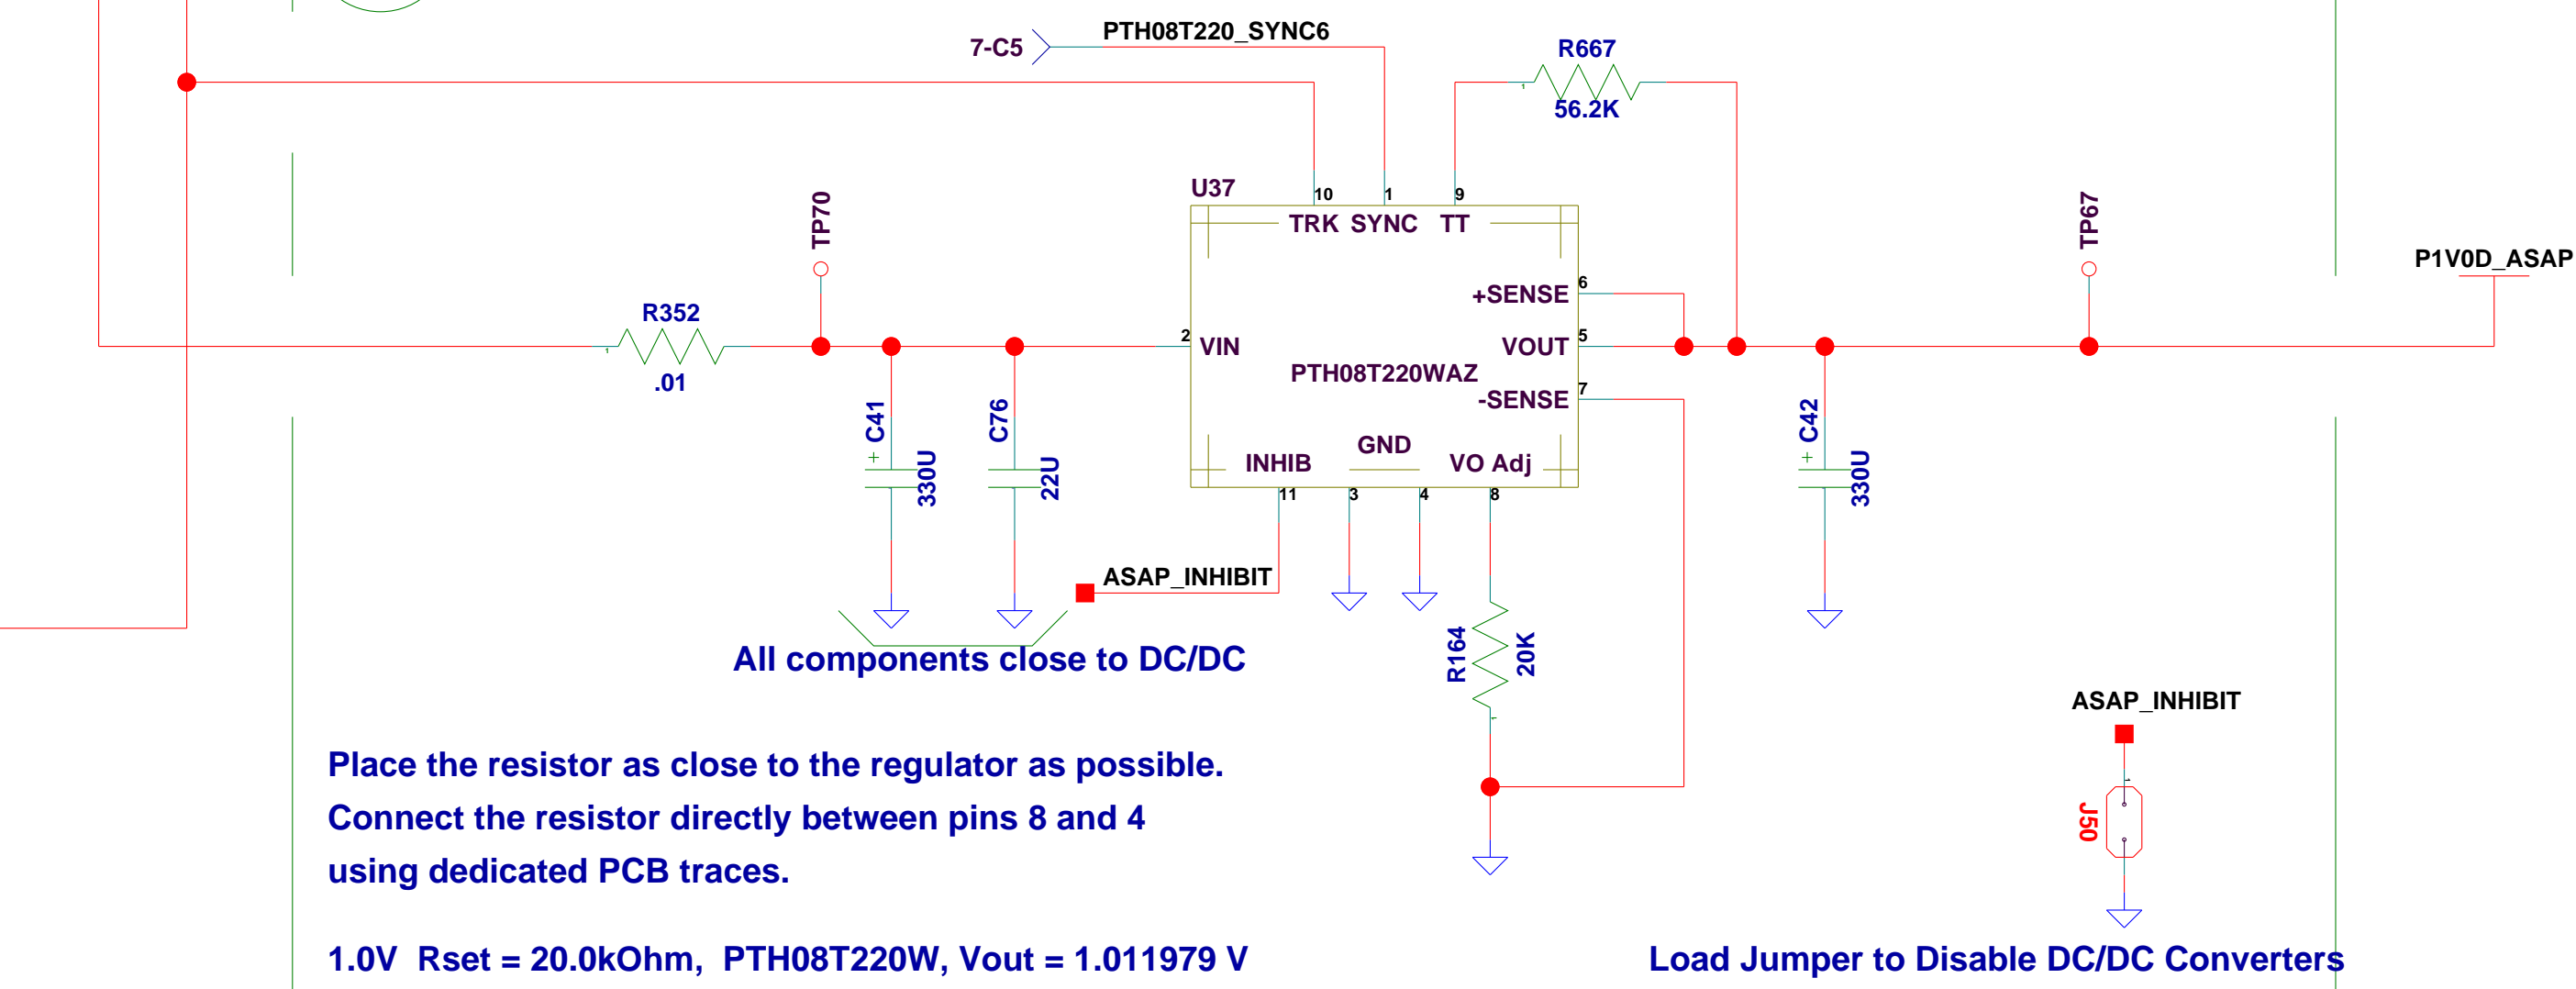 7-C5
PTH08T220_SYNC6
R667
1
56.2K
U37
10
1
9
TRK
SYNC
TT
TP70
TP67
P1V0D_ASAP
+SENSE
6
R352
1
.01
2
VIN
VOUT
5
PTH08T220WAZ
-SENSE
7
C41
+
330U
C76
22U
GND
INHIB
VO Adj
11
3
4
8
C42
+
330U
ASAP_INHIBIT
R164
20K
1
All components close to DC/DC
ASAP_INHIBIT
1
J50
Place the resistor as close to the regulator as possible.
Connect the resistor directly between pins 8 and 4
using dedicated PCB traces.
1.0V  Rset = 20.0kOhm,  PTH08T220W, Vout = 1.011979 V
Load Jumper to Disable DC/DC Converters